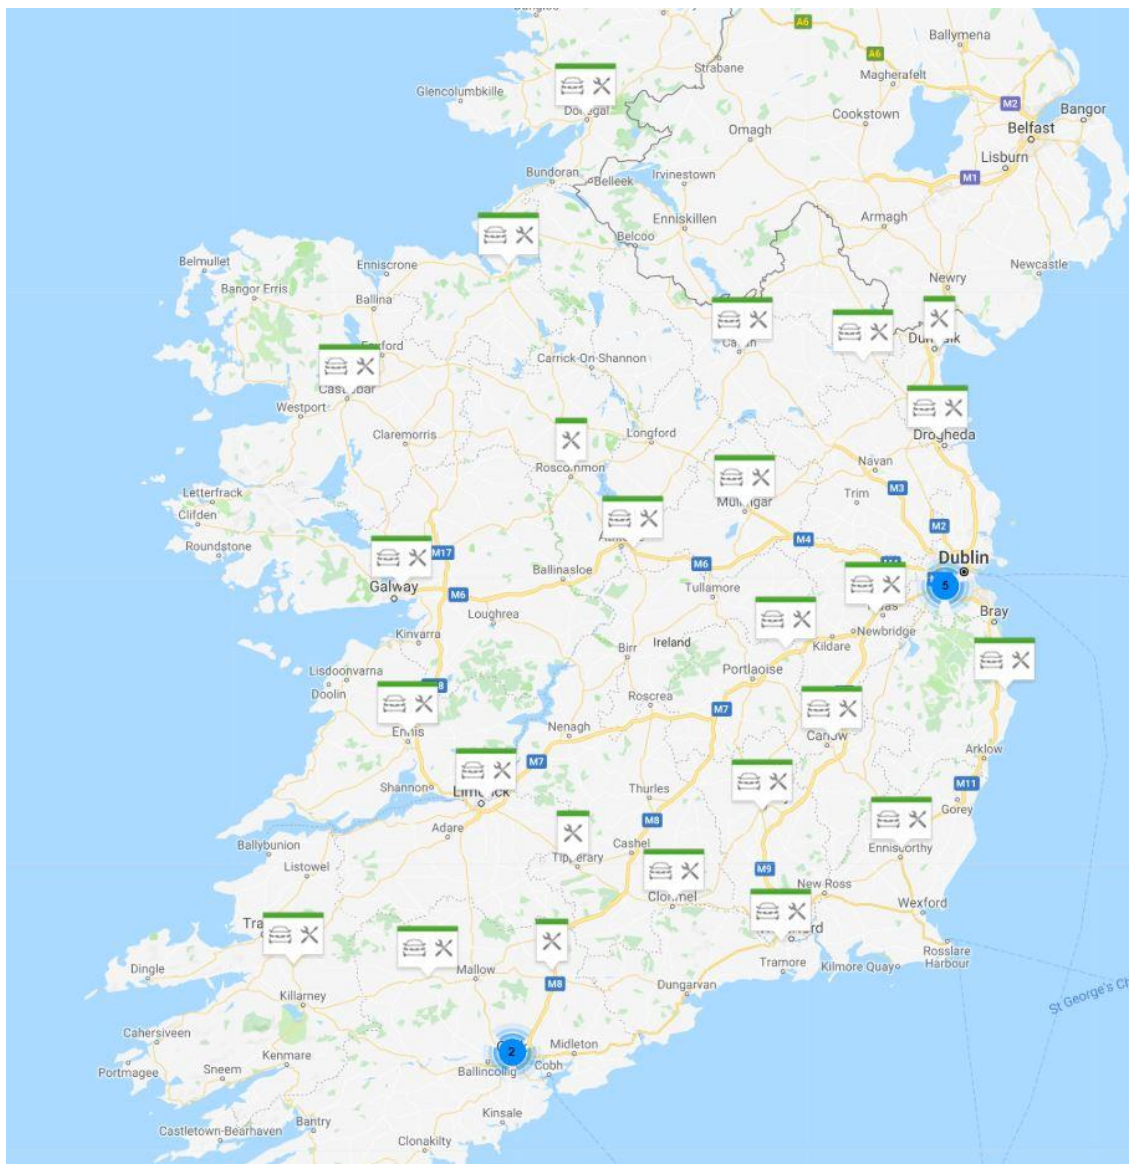 A6
Ballymena
Strabane
A6
Magherafelt
Glencolumbkille
M2
Bangor
Cookstown
Omagh
Belfast
Lisburn
Bundoran
Belleek
Irvinestown
M1
Enniskillen
Armagh
Belcoo
Belmullet
Enniscrone
Newry
Newcastle
Bangor Erris
Ballina
Carrick-On-Shannon
Westport
Claremorris
Longford
Drogheda
Navan
Letterfrack
Trim
M3
Clifden
M2
Roundstone
M17
M4
Dublin
Ballinasloe
M6
Galway
M6
Tullamore
5
Loughrea
Bray
Kinvarra
Newbridge
Ireland
Kildare
Birr
Lisdoonvarna
Portlaoise
Doolin
Roscrea
M7
Ennis
Nenagh
Arklow
M7
Shannon
Thurles
M11
Gorey
Adare
M8
Ballybunion
Cashel
Listowel
M9
New Ross
Wexford
Rosslare
Harbour
Dingle
Mallow
Tramore
Kilmore Quay
M8
Dungarvan
Killarney
St George's Ch
Cahersiveen
2
Midleton
Kenmare
Portmagee
Sneem
Ballincollig
Cobh
Kinsale
Bantry
Castletown-Bearhaven
Clonakilty